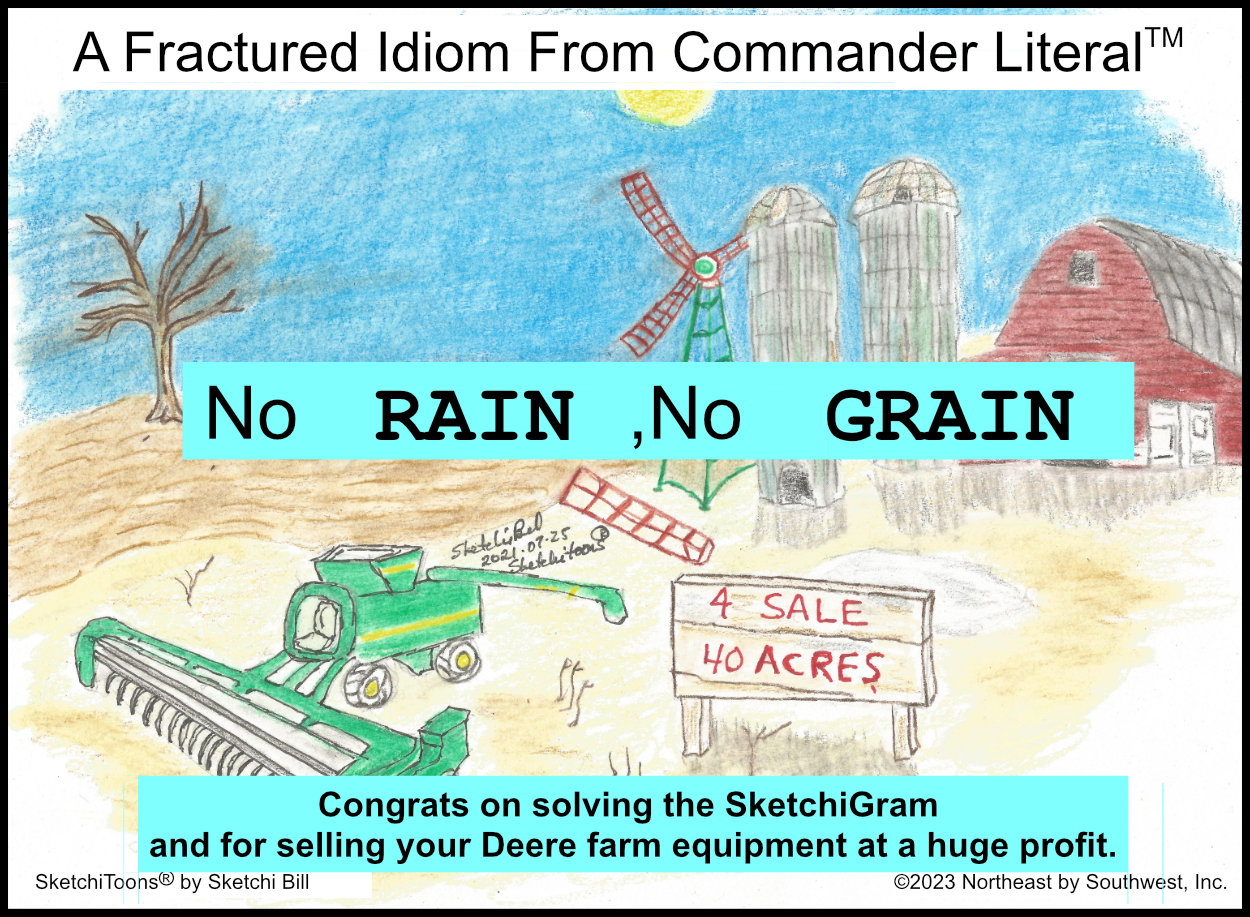 A Fractured Idiom From Commander Literal™
No RAIN ,No GRAIN
SketchiBill
2021.07.25
Sketchitoons®
4 SALE
40 ACRES
Congrats on solving the SketchiGram
and for selling your Deere farm equipment at a huge profit.
SketchiToons® by Sketchi Bill
©2023 Northeast by Southwest, Inc.